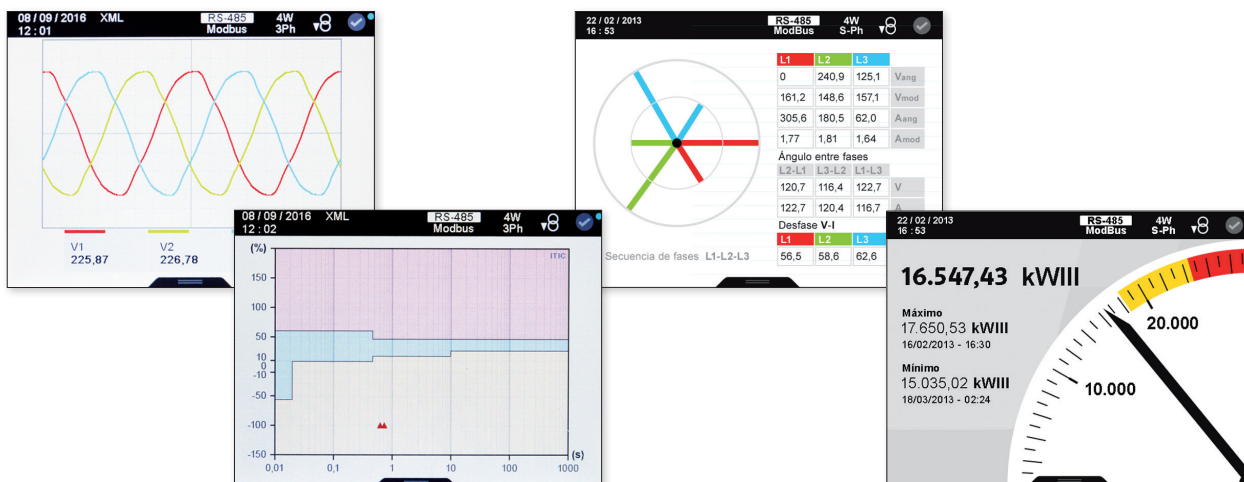 08/09/2016 XML RS-485 4W
12:01 Modbus 3Ph
V1 V2
225,87 226,78
08/09/2016 XML RS-485 4W
12:02 Modbus 3Ph
(%) ITIC
150
100
50
10
0
-10
-50
-100
-150
0,01 0,1 1 10 100 1000 (s)
22/02/2013 RS-485 4W
16:53 ModBus S-Ph
L1 L2 L3
0 240,9 125,1 Vang
161,2 148,6 157,1 Vmod
305,6 180,5 62,0 Aang
1,77 1,81 1,64 Amod
Ángulo entre fases
L2-L1 L3-L2 L1-L3
120,7 116,4 122,7 V
122,7 120,4 116,7 A
Desfase V-I
L1 L2 L3
56,5 58,6 62,6
Secuencia de fases L1-L2-L3
22/02/2013 RS-485 4W
16:53 ModBus S-Ph
16.547,43 kWIII
Máximo
17.650,53 kWIII
16/02/2013 - 16:30
Mínimo
15.035,02 kWIII
18/03/2013 - 02:24
20.000
10.000